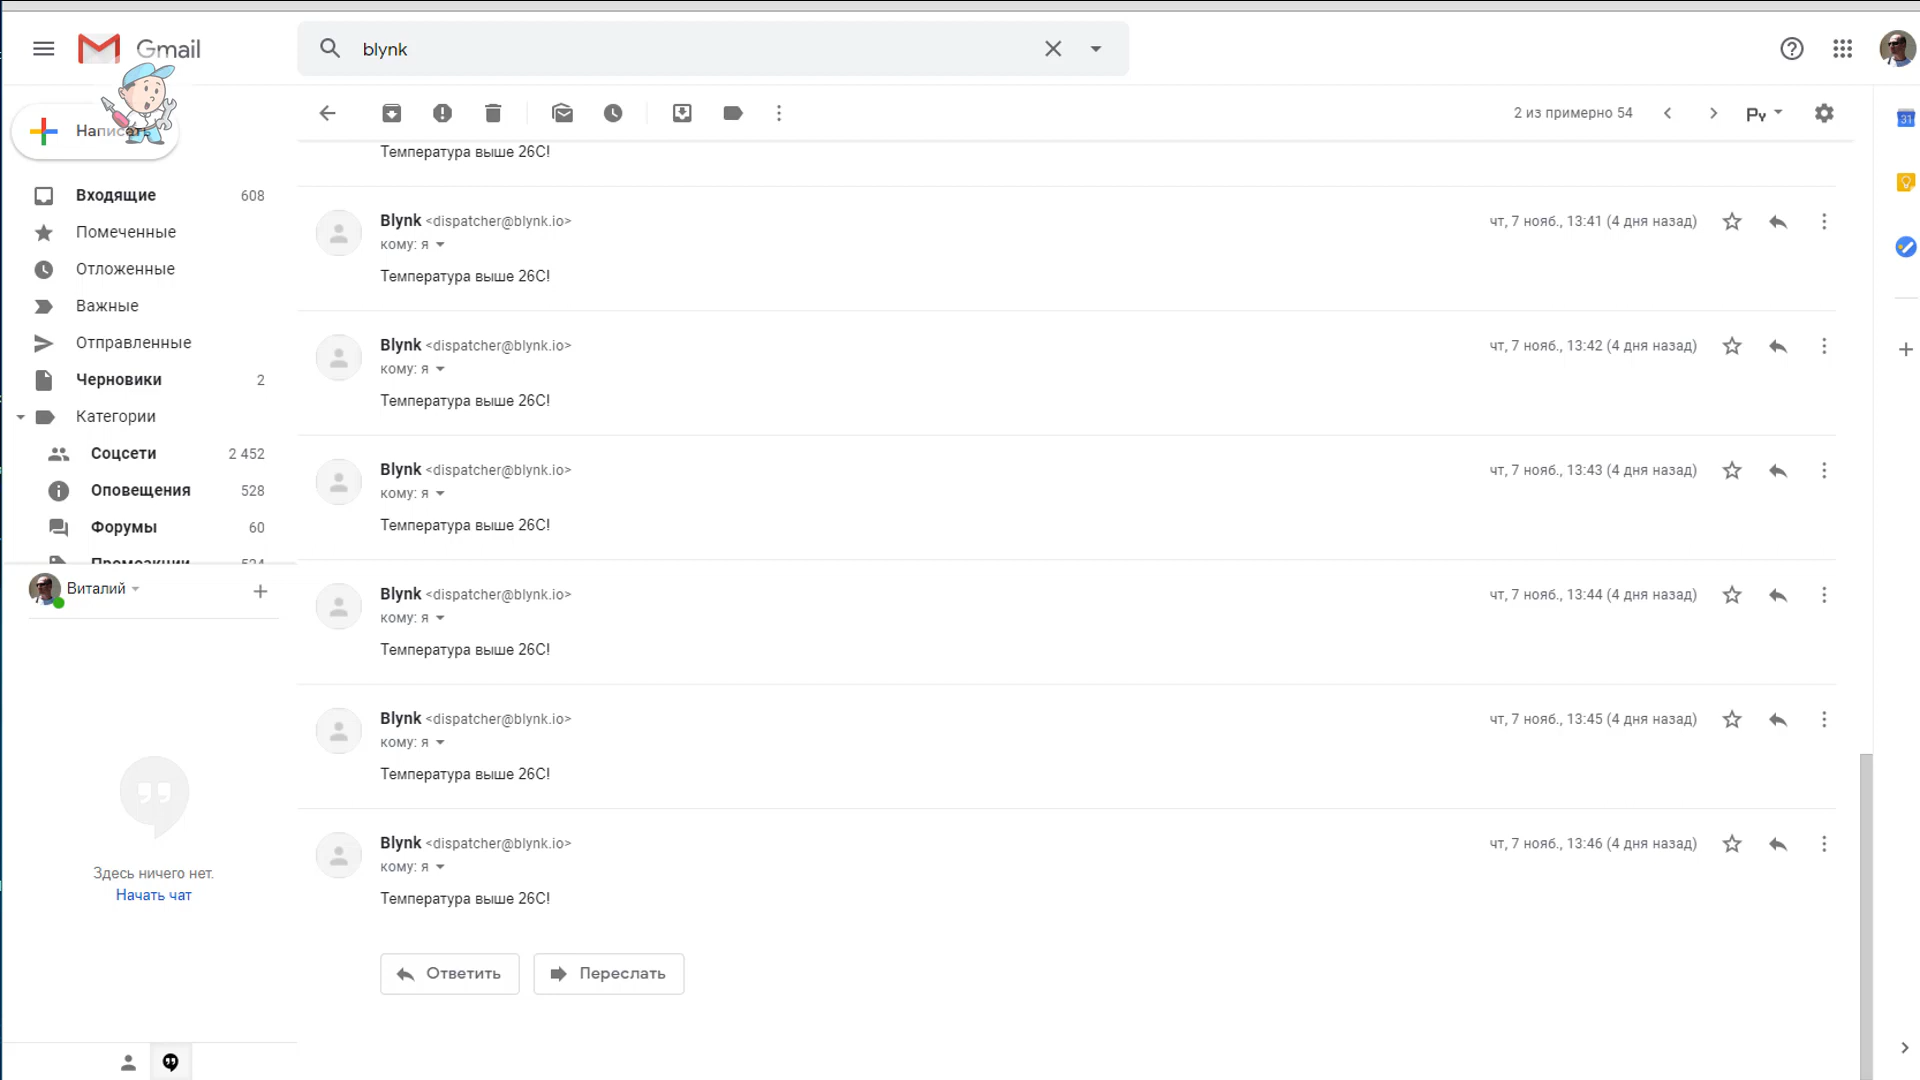 Gmail
blynk
Написать
2 из примерно 54
Ру
31
Температура выше 26С!
Входящие 608
Помеченные
Отложенные
Важные
Отправленные
Черновики 2
Категории
Соцсети 2 452
Оповещения 528
Форумы 60
Промоакции 534
Виталий
Здесь ничего нет.
Начать чат
Blynk <dispatcher@blynk.io> чт, 7 нояб., 13:41 (4 дня назад)
кому: я
Температура выше 26С!
Blynk <dispatcher@blynk.io> чт, 7 нояб., 13:42 (4 дня назад)
кому: я
Температура выше 26С!
Blynk <dispatcher@blynk.io> чт, 7 нояб., 13:43 (4 дня назад)
кому: я
Температура выше 26С!
Blynk <dispatcher@blynk.io> чт, 7 нояб., 13:44 (4 дня назад)
кому: я
Температура выше 26С!
Blynk <dispatcher@blynk.io> чт, 7 нояб., 13:45 (4 дня назад)
кому: я
Температура выше 26С!
Blynk <dispatcher@blynk.io> чт, 7 нояб., 13:46 (4 дня назад)
кому: я
Температура выше 26С!
Ответить
Переслать